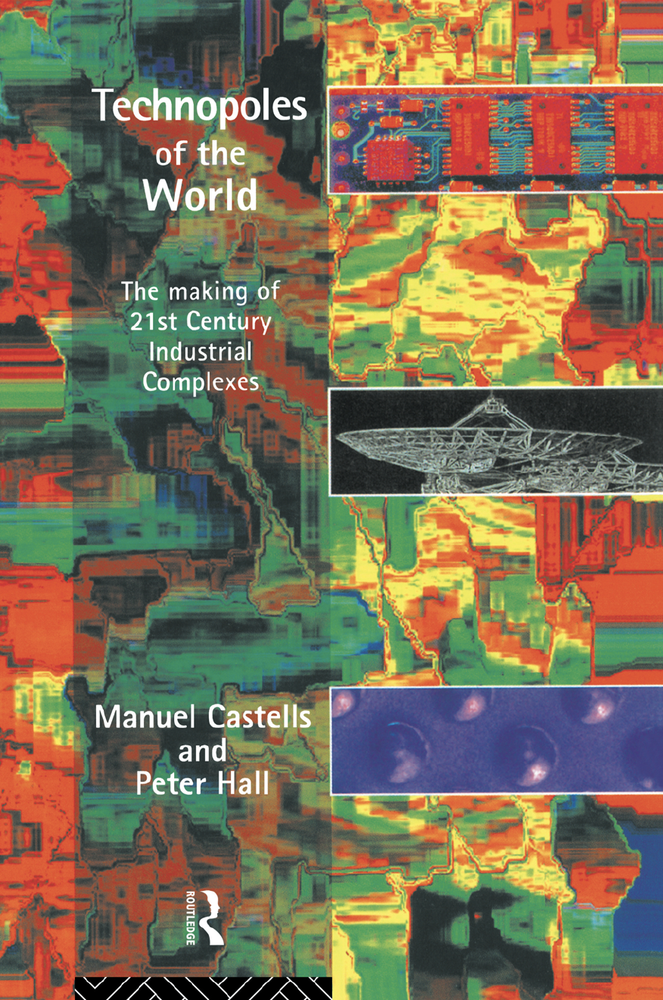 Technopoles
of the
World
The making of
21st Century
Industrial
Complexes
Manuel Castells
and
Peter Hall
ROUTLEDGE